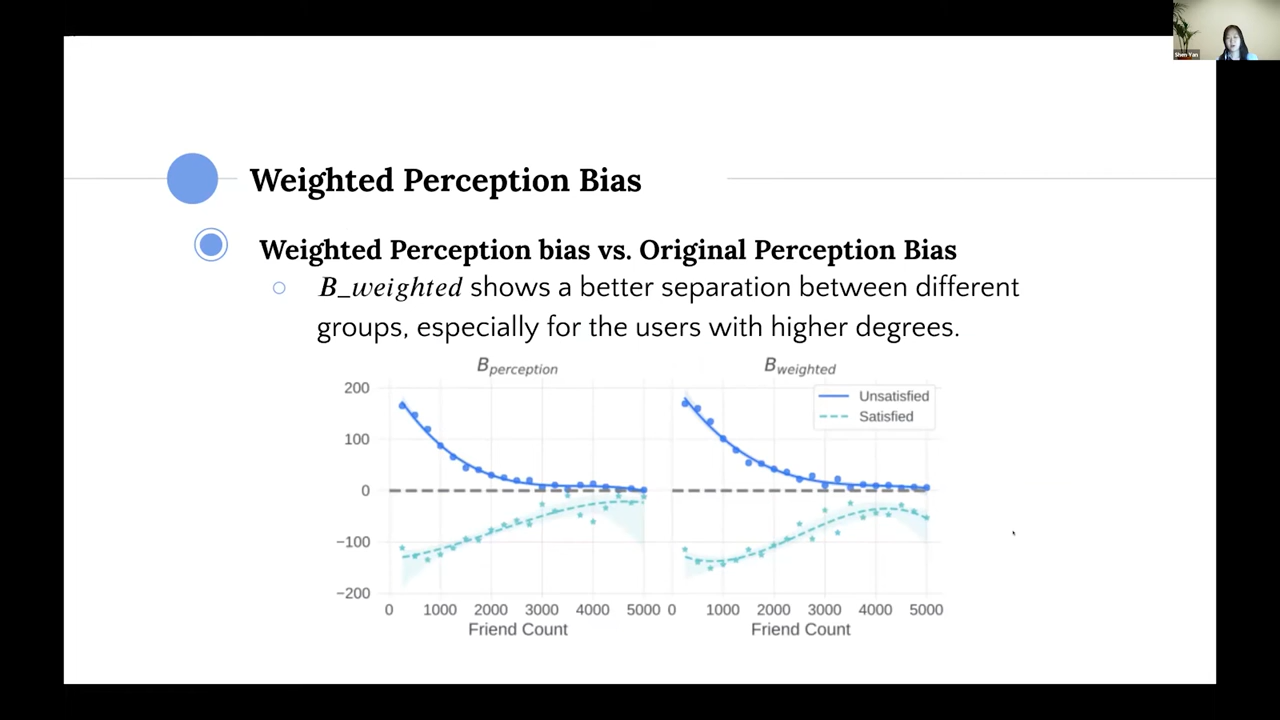 Shen Yan
Weighted Perception Bias
Weighted Perception bias vs. Original Perception Bias
B_weighted shows a better separation between different
groups, especially for the users with higher degrees.
B_perception
B_weighted
200
100
0
−100
−200
Unsatisfied
Satisfied
0 1000 2000 3000 4000 5000
0 1000 2000 3000 4000 5000
Friend Count
Friend Count